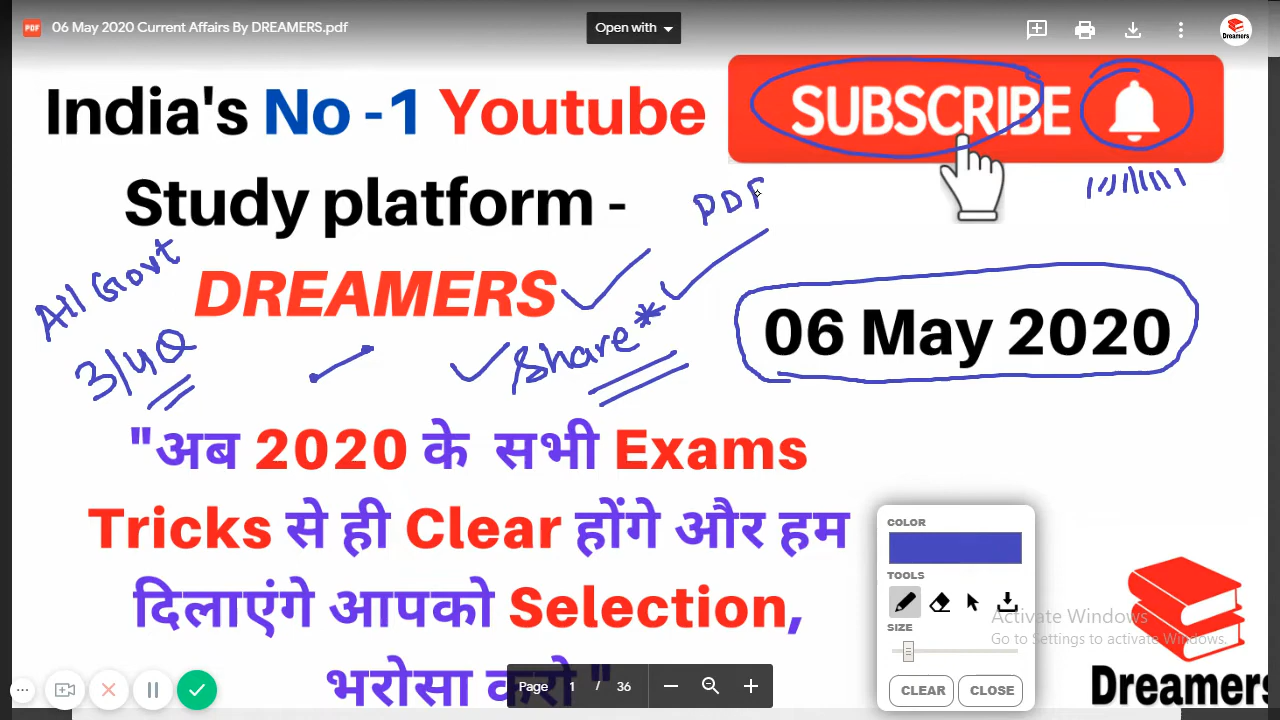 06 May 2020 Current Affairs By DREAMERS.pdf
Open with
Dreamers
India's No -1 Youtube
SUBSCRIBE
Study platform -
PDF
All Govt
DREAMERS
Share *
06 May 2020
3/4Q
"अब 2020 के सभी Exams
Tricks से ही Clear होंगे और हम
दिलाएंगे आपको Selection,
भरोसा करो "
COLOR
TOOLS
SIZE
CLEAR
CLOSE
Activate Windows
Go to Settings to activate Windows.
Dreamers
Page 1 / 36